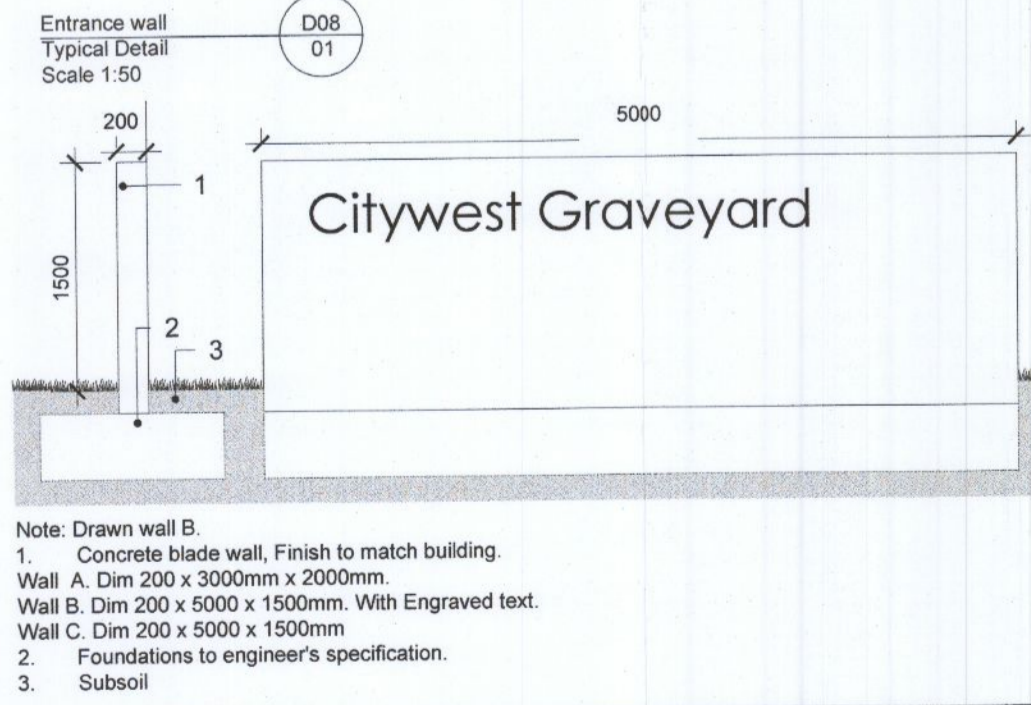 Entrance wall
Typical Detail
Scale 1:50
D08
01
200
5000
1
1500
Citywest Graveyard
2
3
Note: Drawn wall B.
1. Concrete blade wall, Finish to match building.
Wall A. Dim 200 x 3000mm x 2000mm.
Wall B. Dim 200 x 5000 x 1500mm. With Engraved text.
Wall C. Dim 200 x 5000 x 1500mm
2. Foundations to engineer's specification.
3. Subsoil